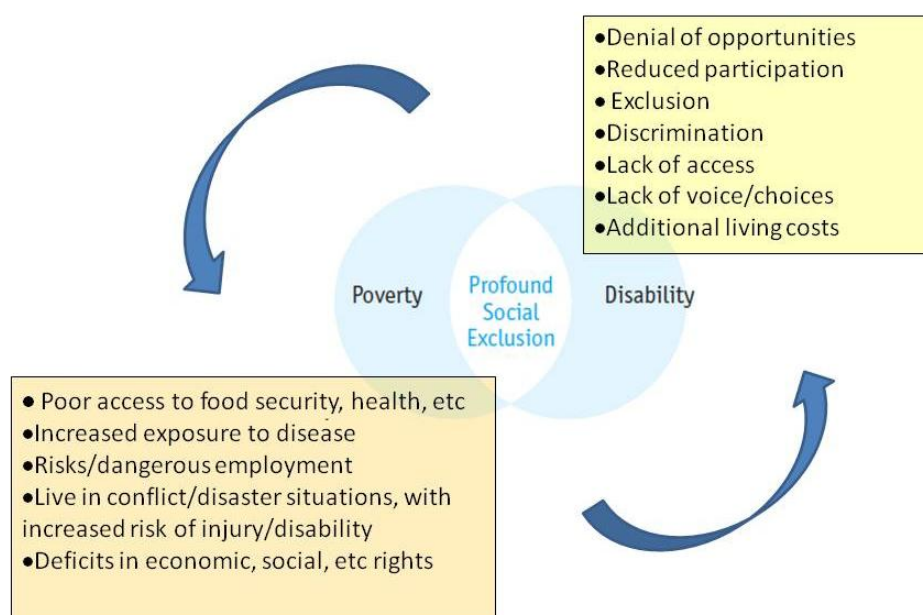 ●Denial of opportunities
●Reduced participation
● Exclusion
●Discrimination
●Lack of access
●Lack of voice/choices
●Additional living costs
Poverty
Profound
Social
Exclusion
Disability
● Poor access to food security, health, etc
●Increased exposure to disease
●Risks/dangerous employment
●Live in conflict/disaster situations, with
increased risk of injury/disability
●Deficits in economic, social, etc rights